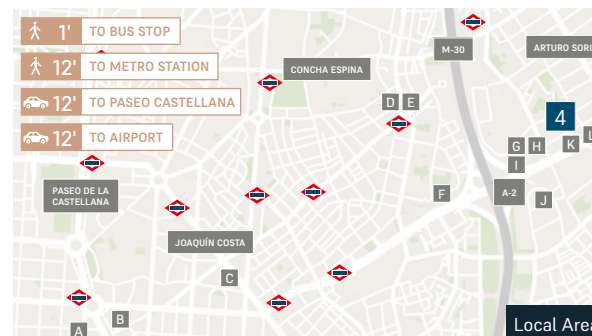 1' TO BUS STOP
12' TO METRO STATION
12' TO PASEO CASTELLANA
12' TO AIRPORT
M-30
ARTURO SORI
CONCHA ESPINA
D E
4
G H K L
I
PASEO DE LA
CASTELLANA
F
A-2
J
JOAQUÍN COSTA
C
B
A
Local Area